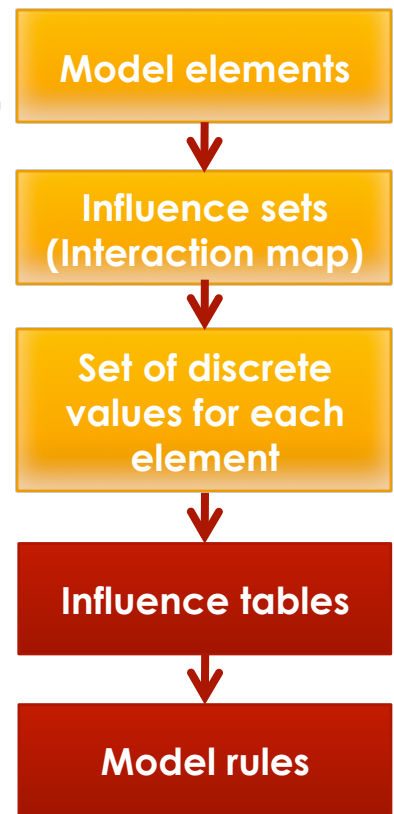 Model elements
Influence sets
(Interaction map)
Set of discrete
values for each
element
Influence tables
Model rules